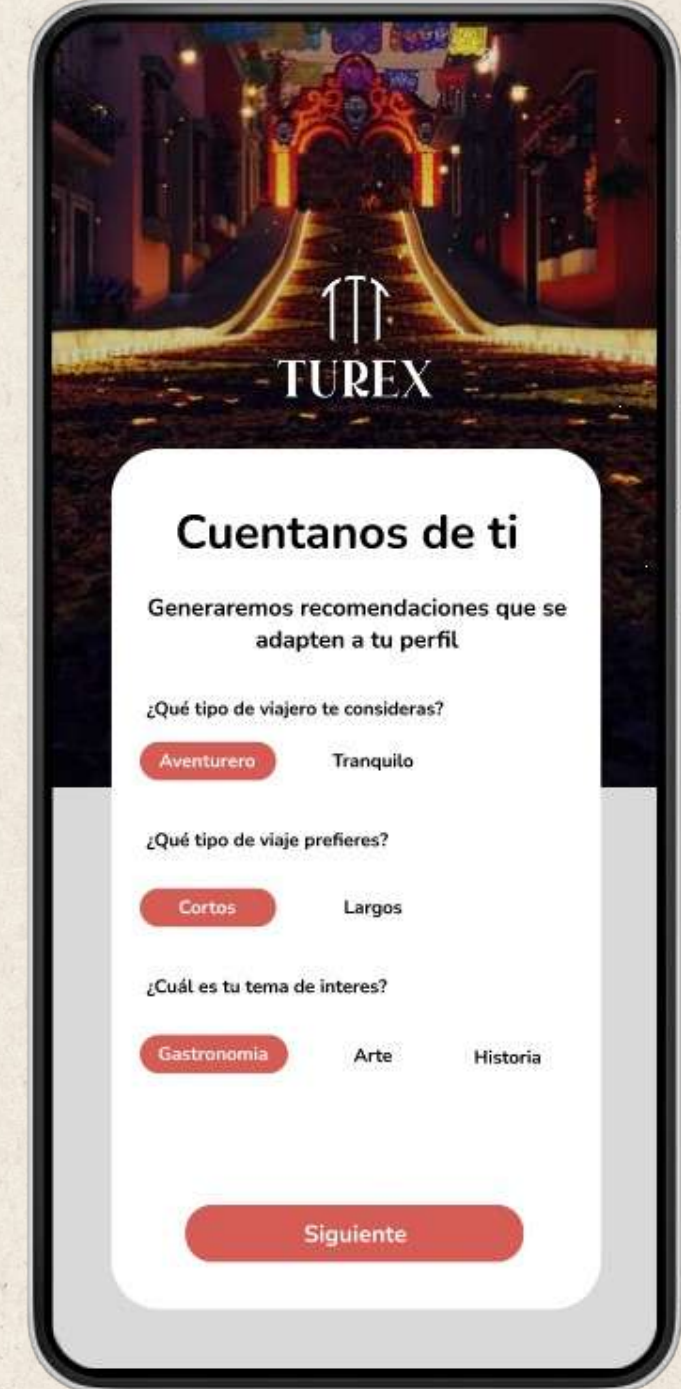 TUREX
Cuentanos de ti
Generaremos recomendaciones que se
adapten a tu perfil
¿Qué tipo de viajero te consideras?
Aventurero Tranquilo
¿Qué tipo de viaje prefieres?
Cortos Largos
¿Cuál es tu tema de interes?
Gastronomia Arte Historia
Siguiente